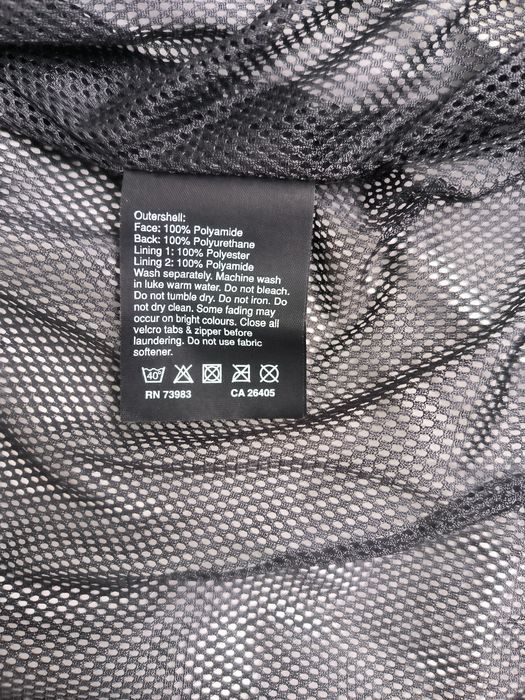 Outershell:
Face: 100% Polyamide
Back: 100% Polyurethane
Lining 1: 100% Polyester
Lining 2: 100% Polyamide
Wash separately. Machine wash
in luke warm water. Do not bleach.
Do not tumble dry. Do not iron. Do
not dry clean. Some fading may
occur on bright colours. Close all
velcro tabs & zipper before
laundering. Do not use fabric
softener.
40°
RN 73983 CA 26405